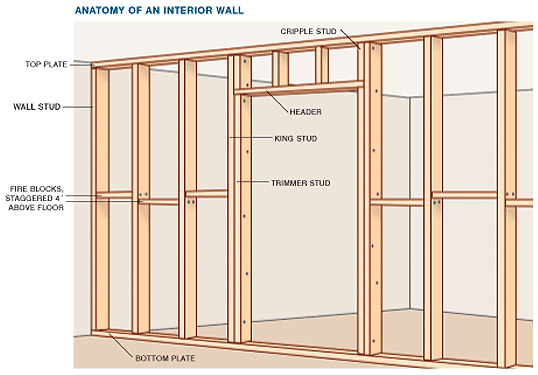 ANATOMY OF AN INTERIOR WALL
CRIPPLE STUD
TOP PLATE
WALL STUD
HEADER
KING STUD
TRIMMER STUD
FIRE BLOCKS,
STAGGERED 4"
ABOVE FLOOR
BOTTOM PLATE